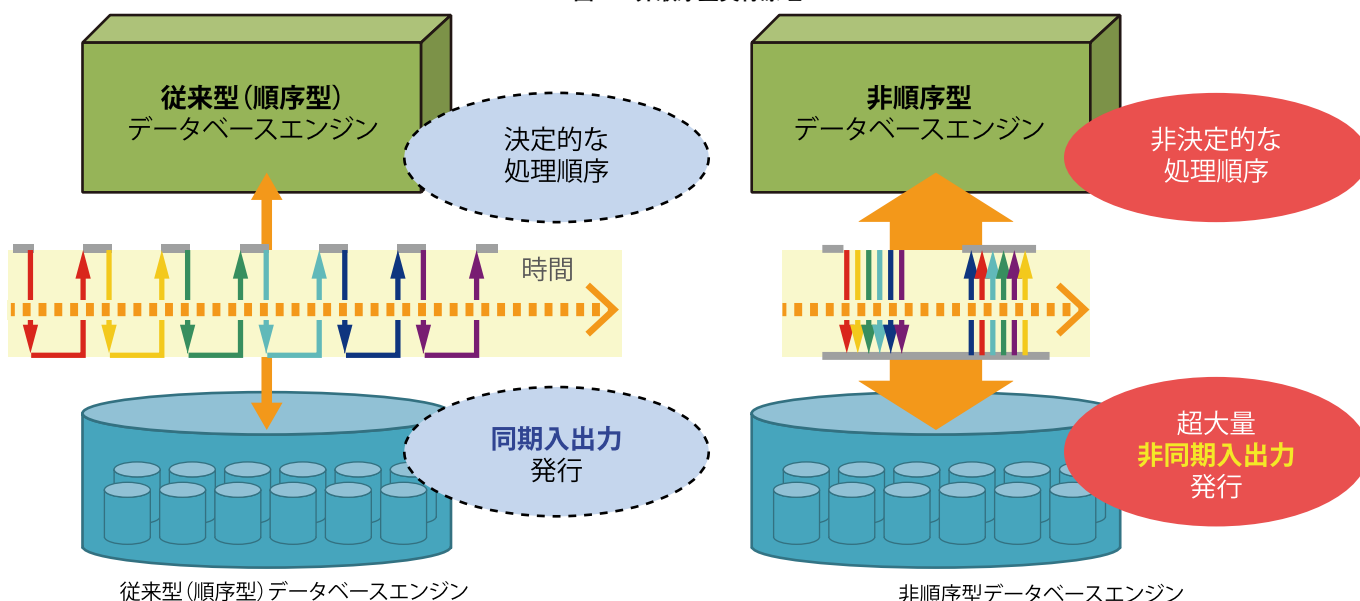 従来型（順序型）
データベースエンジン
決定的な
処理順序
時間
同期入出力
発行
従来型（順序型）データベースエンジン
非順序型
データベースエンジン
非決定的な
処理順序
超大量
非同期入出力
発行
非順序型データベースエンジン